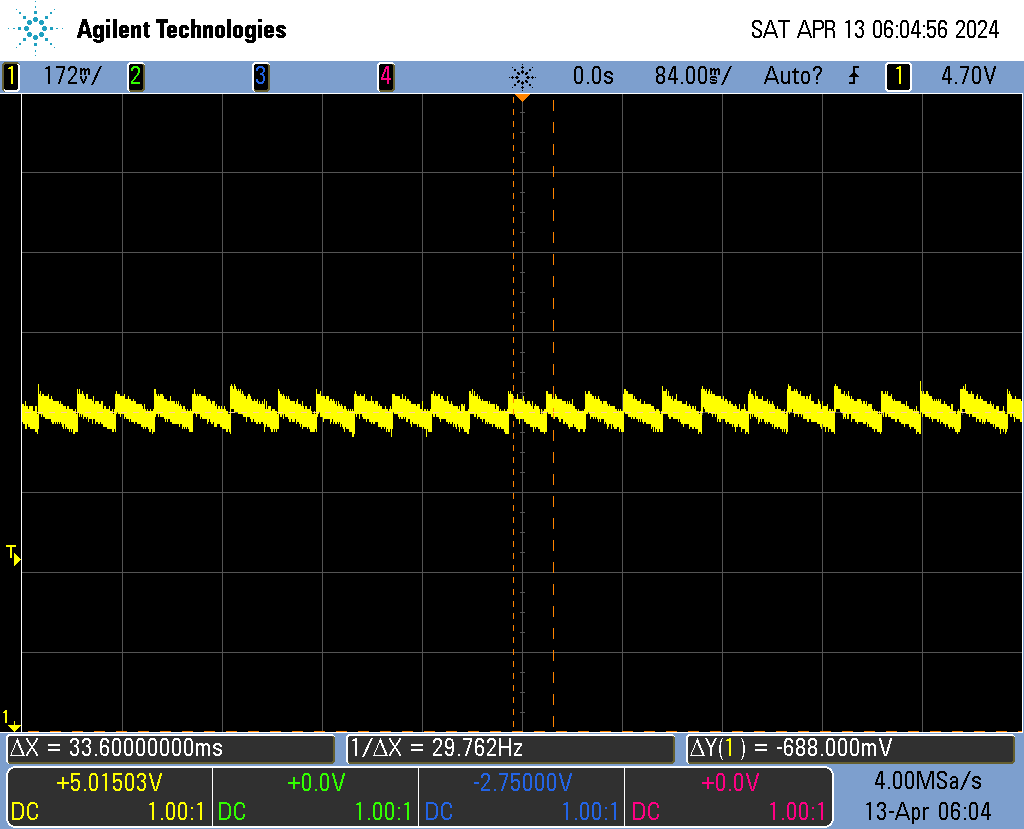 Agilent Technologies SAT APR 13 06:04:56 2024
1 172mV/ 2 3 4 0.0s 84.00ms/ Auto? 1 4.70V
T
1
ΔX = 33.60000000ms 1/ΔX = 29.762Hz ΔY(1) = -688.000mV
+5.01503V +0.0V -2.75000V +0.0V 4.00MSa/s
DC 1.00:1 DC 1.00:1 DC 1.00:1 DC 1.00:1 13-Apr 06:04